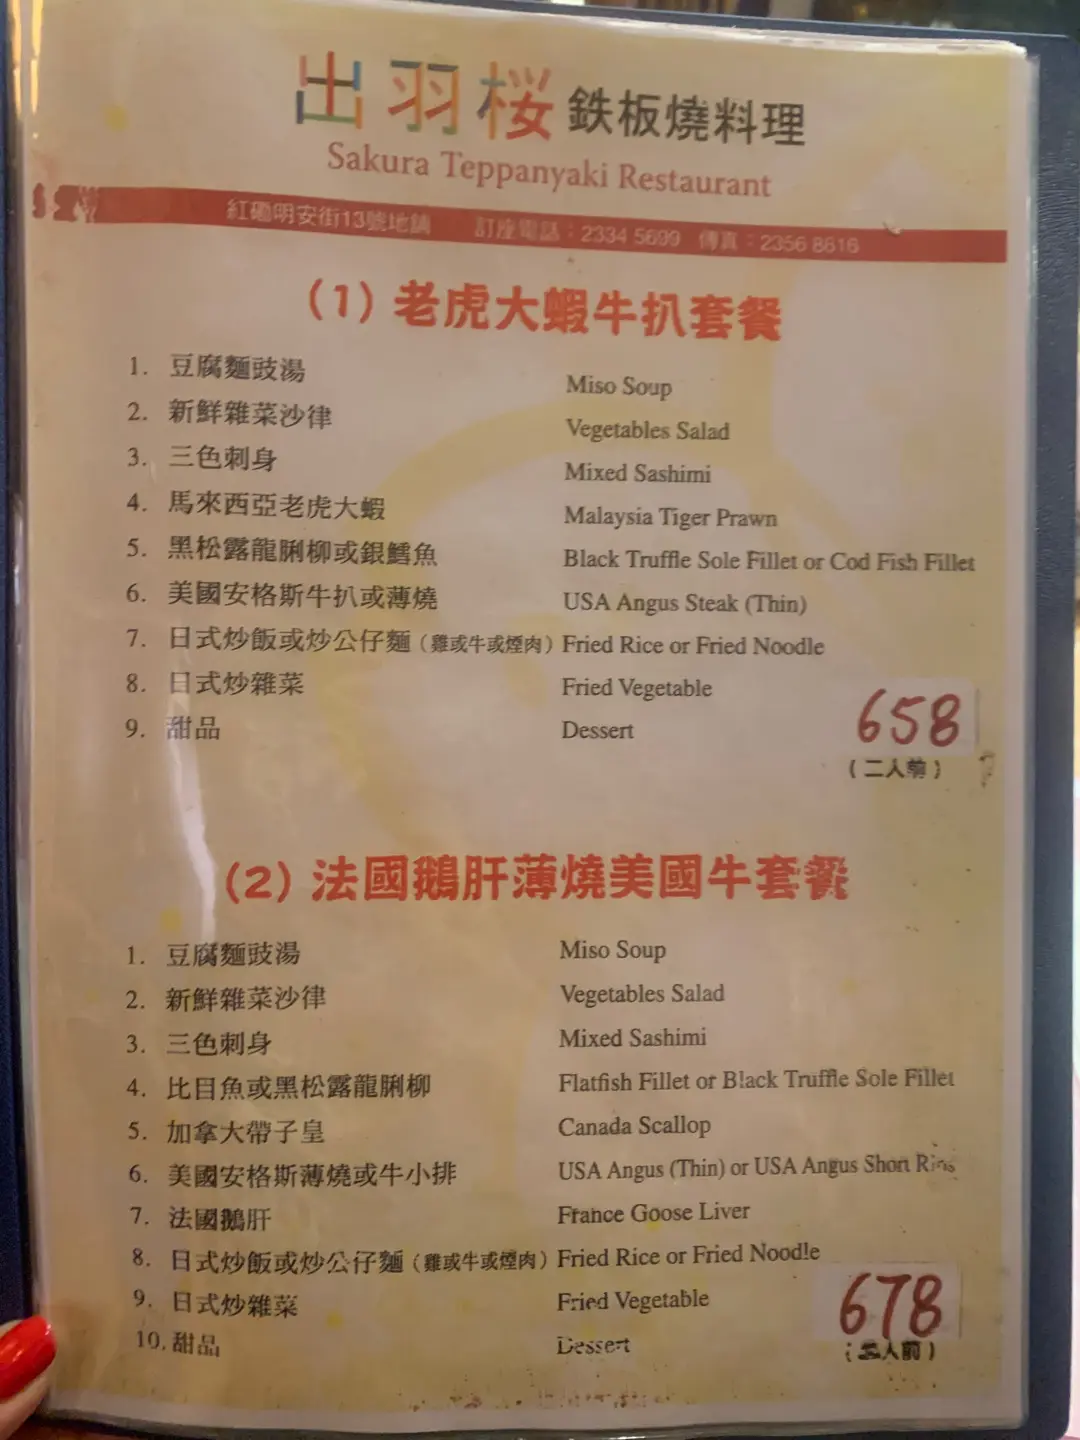 出羽桜 鉄板燒料理
Sakura Teppanyaki Restaurant
紅磡明安街13號地舖 訂座電話：2334 5699 傳真：2356 8816
(1) 老虎大蝦牛扒套餐
1. 豆腐麵豉湯 Miso Soup
2. 新鮮雜菜沙律 Vegetables Salad
3. 三色刺身 Mixed Sashimi
4. 馬來西亞老虎大蝦 Malaysia Tiger Prawn
5. 黑松露龍脷柳或銀鱈魚 Black Truffle Sole Fillet or Cod Fish Fillet
6. 美國安格斯牛扒或薄燒 USA Angus Steak (Thin)
7. 日式炒飯或炒公仔麵（雞或牛或煙肉）Fried Rice or Fried Noodle
8. 日式炒雜菜 Fried Vegetable
9. 甜品 Dessert
658
（二人前）
(2) 法國鵝肝薄燒美國牛套餐
1. 豆腐麵豉湯 Miso Soup
2. 新鮮雜菜沙律 Vegetables Salad
3. 三色刺身 Mixed Sashimi
4. 比目魚或黑松露龍脷柳 Flatfish Fillet or Black Truffle Sole Fillet
5. 加拿大帶子皇 Canada Scallop
6. 美國安格斯薄燒或牛小排 USA Angus (Thin) or USA Angus Short Ribs
7. 法國鵝肝 France Goose Liver
8. 日式炒飯或炒公仔麵（雞或牛或煙肉）Fried Rice or Fried Noodle
9. 日式炒雜菜 Fried Vegetable
10. 甜品 Dessert
678
（二人前）